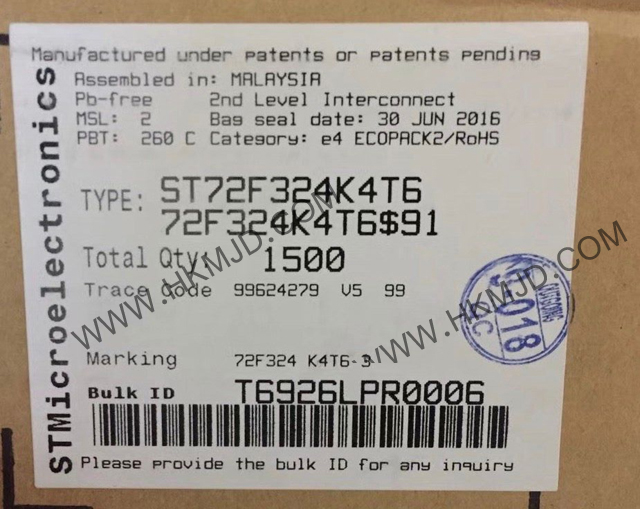 STMicroelectronics
Manufactured under patents or patents pending
Assembled in: MALAYSIA
Pb-free 2nd Level Interconnect
MSL: 2 Bag seal date: 30 JUN 2016
PBT: 260 C Category: e4 ECOPACK2/RoHS
TYPE: ST72F324K4T6
72F324K4T6$91
Total Qty: 1500
Trace Code 99624279 V5 99
Marking 72F324 K4T6-3
Bulk ID T6926LPR0006
Please provide the bulk ID for any inquiry
WWW.HKMJD.COM
WWW.HKMJD.COM
018